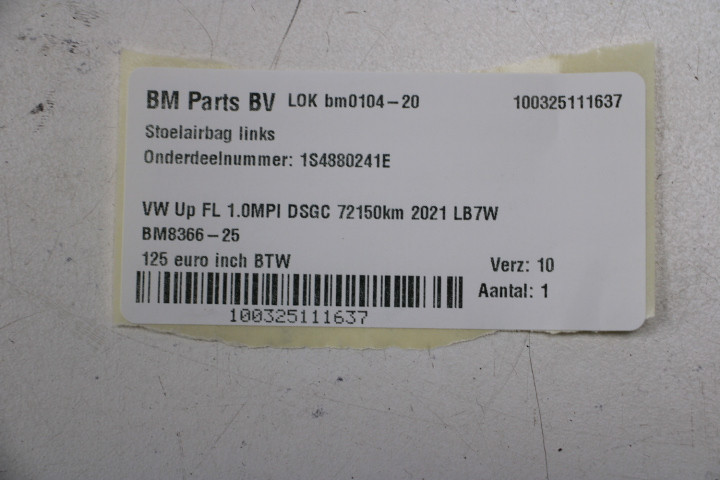 BM Parts BV LOK bm0104-20 100325111637
Stoelairbag links
Onderdeelnummer: 1S4880241E
VW Up FL 1.0MPI DSGC 72150km 2021 LB7W
BM8366-25
125 euro inch BTW Verz: 10
Aantal: 1
100325111637